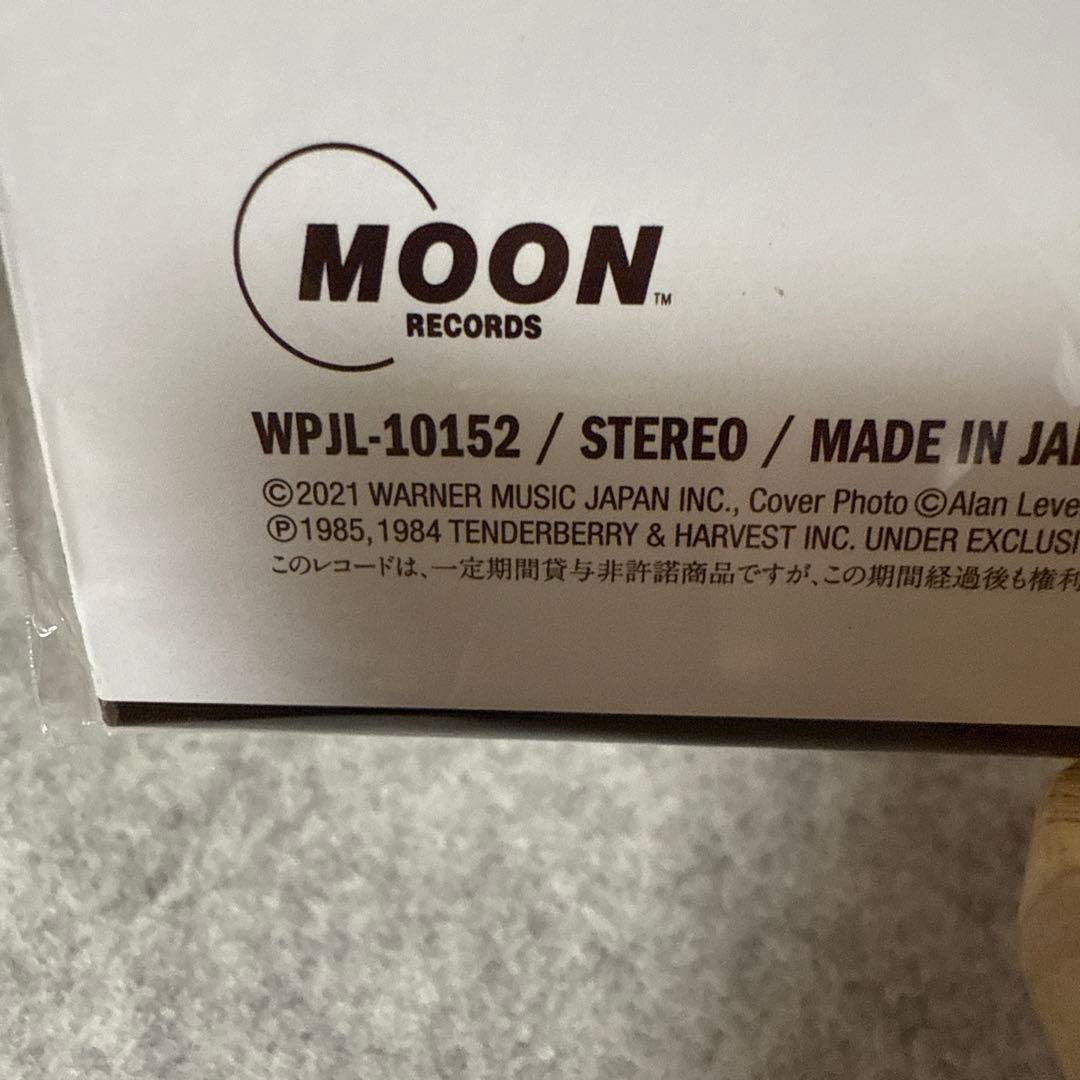 MOON™
RECORDS
WPJL-10152 / STEREO / MADE IN JAP
©2021 WARNER MUSIC JAPAN INC., Cover Photo ©Alan Leve
℗1985, 1984 TENDERBERRY & HARVEST INC. UNDER EXCLUSI
このレコードは、一定期間貸与非許諾商品ですが、この期間経過後も権利